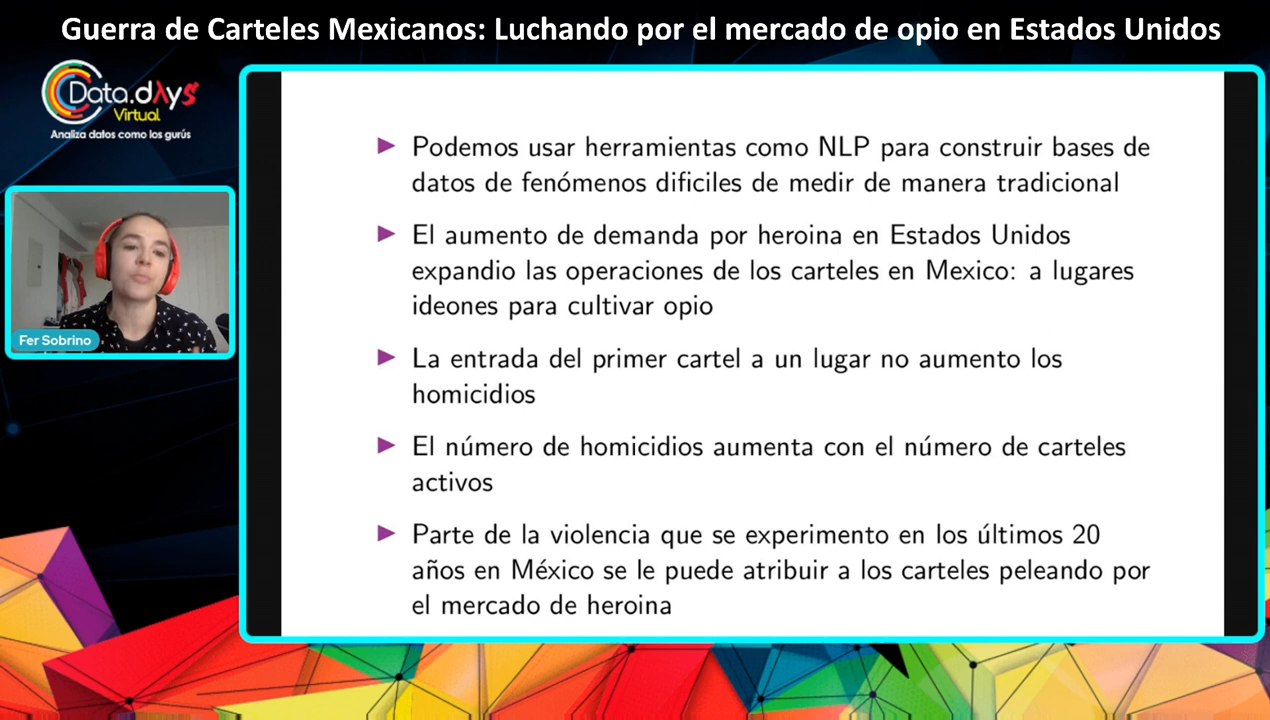 Guerra de Carteles Mexicanos: Luchando por el mercado de opio en Estados Unidos
Data.dΛys
Virtual
Analiza datos como los gurús
Fer Sobrino
Podemos usar herramientas como NLP para construir bases de
datos de fenómenos dificiles de medir de manera tradicional
El aumento de demanda por heroina en Estados Unidos
expandio las operaciones de los carteles en Mexico: a lugares
ideones para cultivar opio
La entrada del primer cartel a un lugar no aumento los
homicidios
El número de homicidios aumenta con el número de carteles
activos
Parte de la violencia que se experimento en los últimos 20
años en México se le puede atribuir a los carteles peleando por
el mercado de heroina